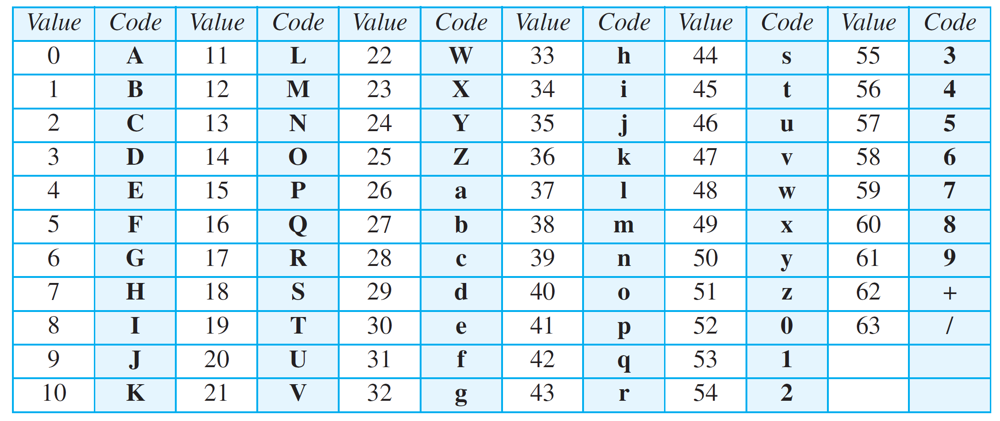 Value Code Value Code Value Code Value Code Value Code Value Code
0 A 11 L 22 W 33 h 44 s 55 3
1 B 12 M 23 X 34 i 45 t 56 4
2 C 13 N 24 Y 35 j 46 u 57 5
3 D 14 O 25 Z 36 k 47 v 58 6
4 E 15 P 26 a 37 l 48 w 59 7
5 F 16 Q 27 b 38 m 49 x 60 8
6 G 17 R 28 c 39 n 50 y 61 9
7 H 18 S 29 d 40 o 51 z 62 +
8 I 19 T 30 e 41 p 52 0 63 /
9 J 20 U 31 f 42 q 53 1
10 K 21 V 32 g 43 r 54 2